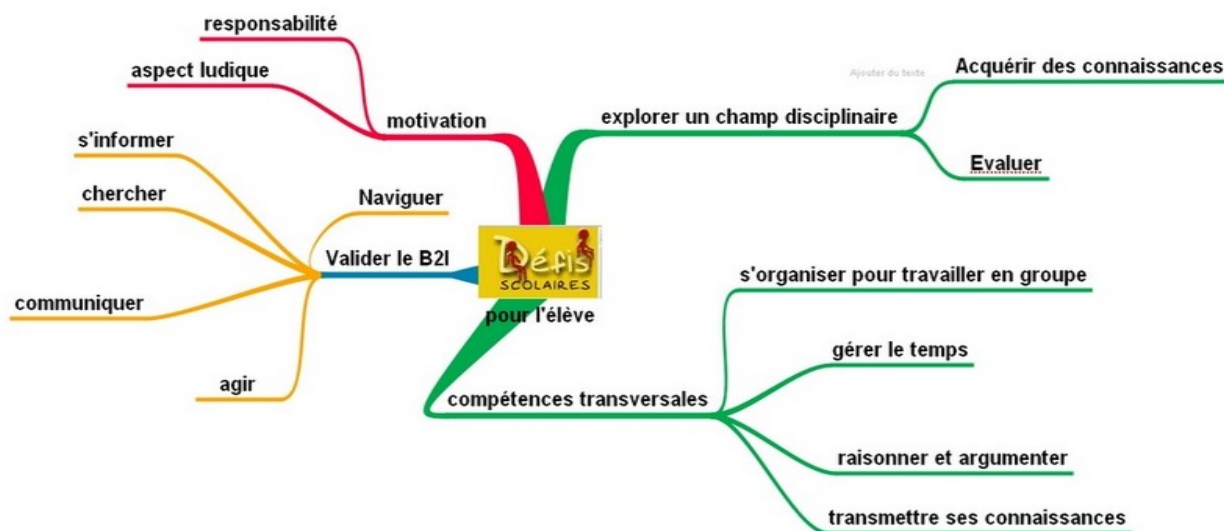 responsabilité
aspect ludique
motivation
s'informer
chercher
Naviguer
Valider le B2I
communiquer
agir
Défis
SCOLAIRES
pour l'élève
Ajouter du texte
explorer un champ disciplinaire
Acquérir des connaissances
Evaluer
compétences transversales
s'organiser pour travailler en groupe
gérer le temps
raisonner et argumenter
transmettre ses connaissances